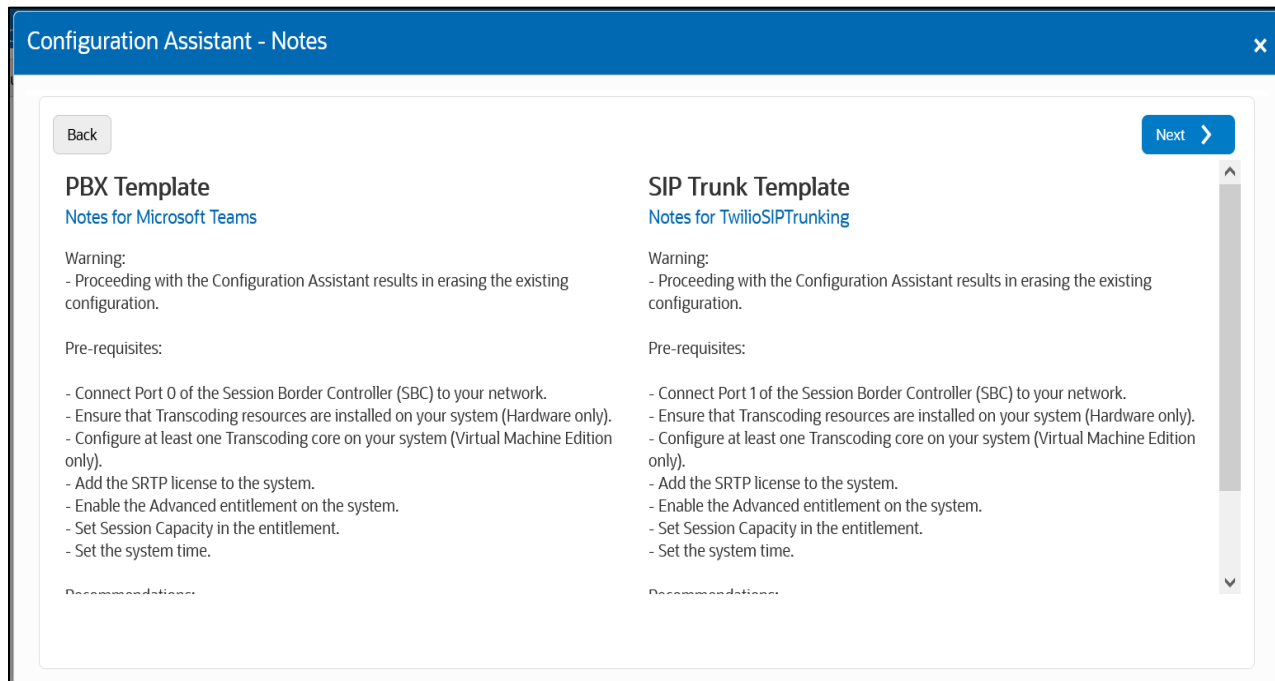 Configuration Assistant - Notes
×
Back
Next
PBX Template
Notes for Microsoft Teams
Warning:
- Proceeding with the Configuration Assistant results in erasing the existing
configuration.
Pre-requisites:
- Connect Port 0 of the Session Border Controller (SBC) to your network.
- Ensure that Transcoding resources are installed on your system (Hardware only).
- Configure at least one Transcoding core on your system (Virtual Machine Edition
only).
- Add the SRTP license to the system.
- Enable the Advanced entitlement on the system.
- Set Session Capacity in the entitlement.
- Set the system time.
Recommendations:
SIP Trunk Template
Notes for TwilioSIPTrunking
Warning:
- Proceeding with the Configuration Assistant results in erasing the existing
configuration.
Pre-requisites:
- Connect Port 1 of the Session Border Controller (SBC) to your network.
- Ensure that Transcoding resources are installed on your system (Hardware only).
- Configure at least one Transcoding core on your system (Virtual Machine Edition
only).
- Add the SRTP license to the system.
- Enable the Advanced entitlement on the system.
- Set Session Capacity in the entitlement.
- Set the system time.
Recommendations: